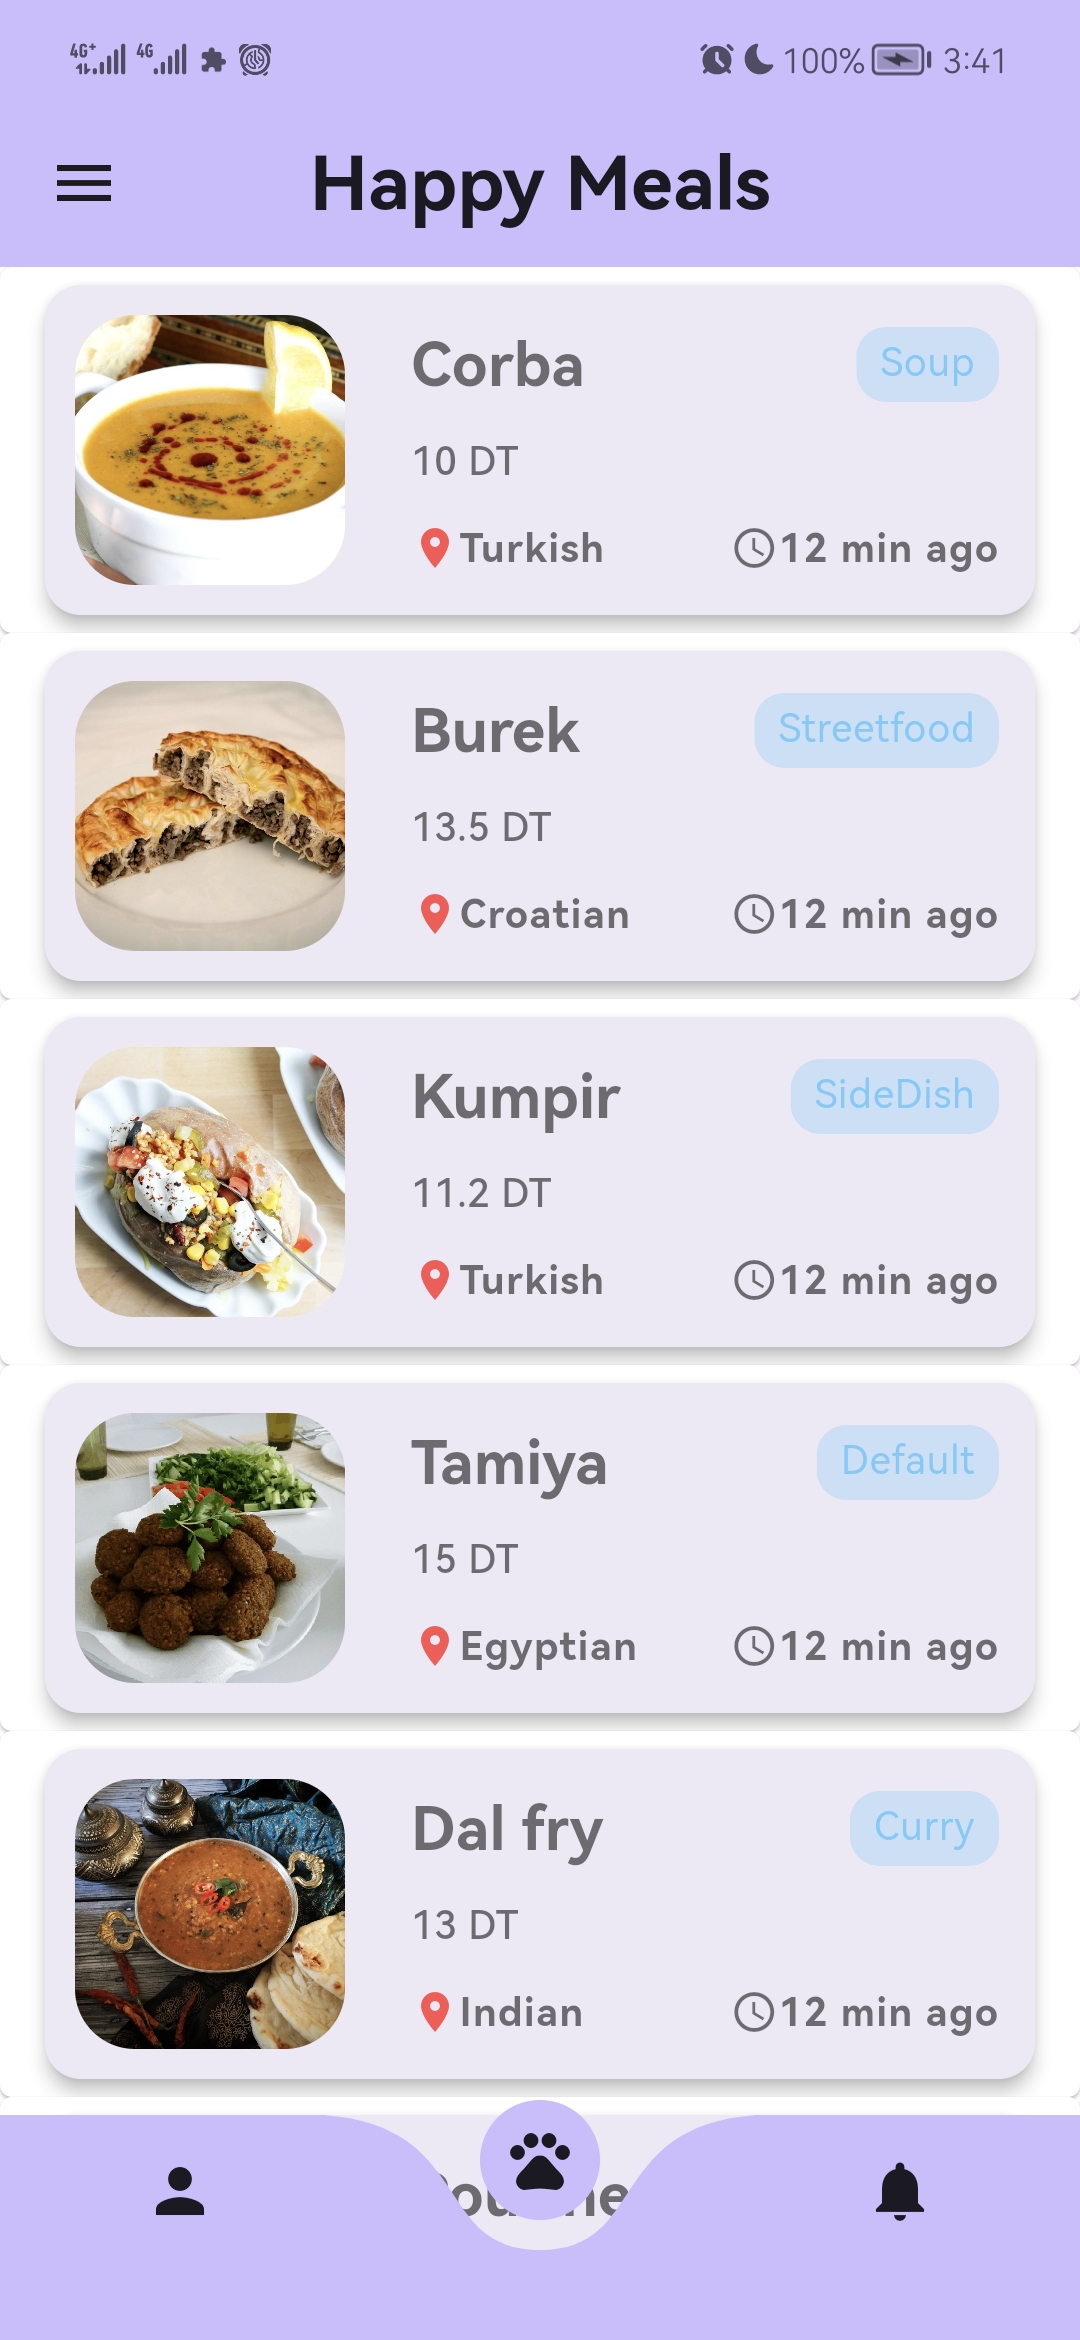 4G+ 4G 100% 3:41
Happy Meals
Corba Soup
10 DT
Turkish 12 min ago
Burek Streetfood
13.5 DT
Croatian 12 min ago
Kumpir SideDish
11.2 DT
Turkish 12 min ago
Tamiya Default
15 DT
Egyptian 12 min ago
Dal fry Curry
13 DT
Indian 12 min ago